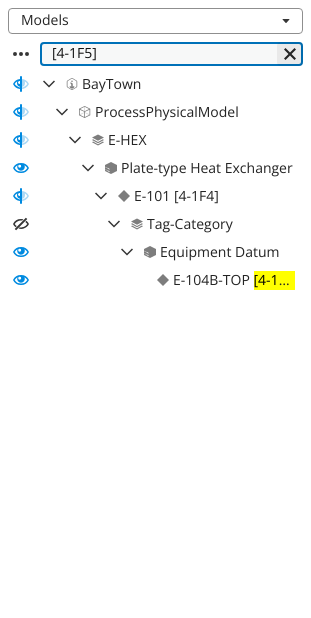 Models
[4-1F5]
BayTown
ProcessPhysicalModel
E-HEX
Plate-type Heat Exchanger
E-101 [4-1F4]
Tag-Category
Equipment Datum
E-104B-TOP [4-1...